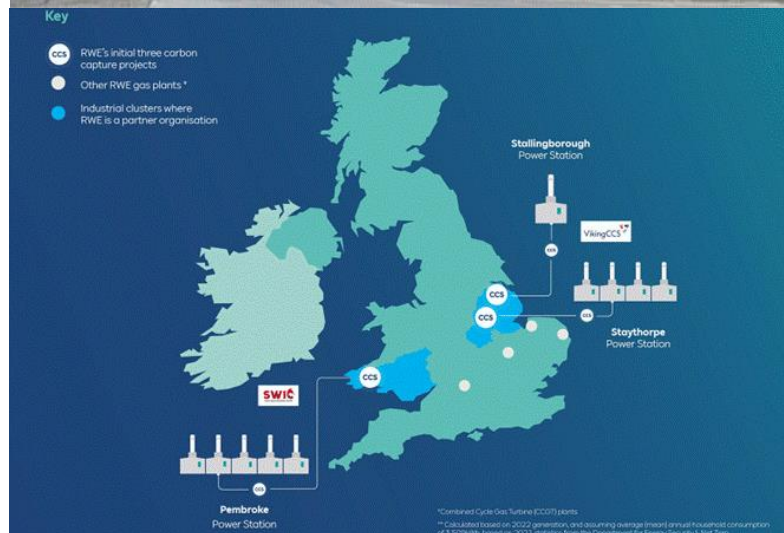 Key
CCS
RWE's initial three carbon
capture projects
Other RWE gas plants *
Industrial clusters where
RWE is a partner organisation
Stallingborough
Power Station
VikingCCS
CCS
CCS
CCS
CCS
Staythorpe
Power Station
CCS
SWIC
CCS
Pembroke
Power Station
*Combined Cycle Gas Turbine (CCGT) plants
** Calculated based on 2022 generation, and assuming average (mean) annual household consumption